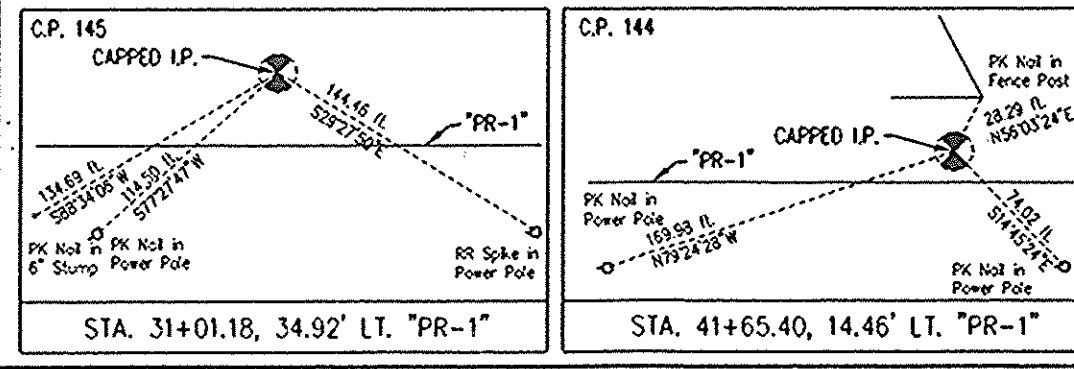 C.P. 145
CAPPED I.P.
144.46 ft.
S29°27'50"E
"PR-1"
134.69 ft.
S88°34'08" W
114.50 ft.
S77°27'47" W
PK Nail in
6" Stump
PK Nail in
Power Pole
RR Spike in
Power Pole
STA. 31+01.18, 34.92' LT. "PR-1"
C.P. 144
PK Nail in
Fence Post
28.29 ft.
N56°03'24"E
CAPPED I.P.
"PR-1"
PK Nail in
Power Pole
169.98 ft.
N79°24'28" W
74.02 ft.
S14°45'24"E
PK Nail in
Power Pole
STA. 41+65.40, 14.46' LT. "PR-1"